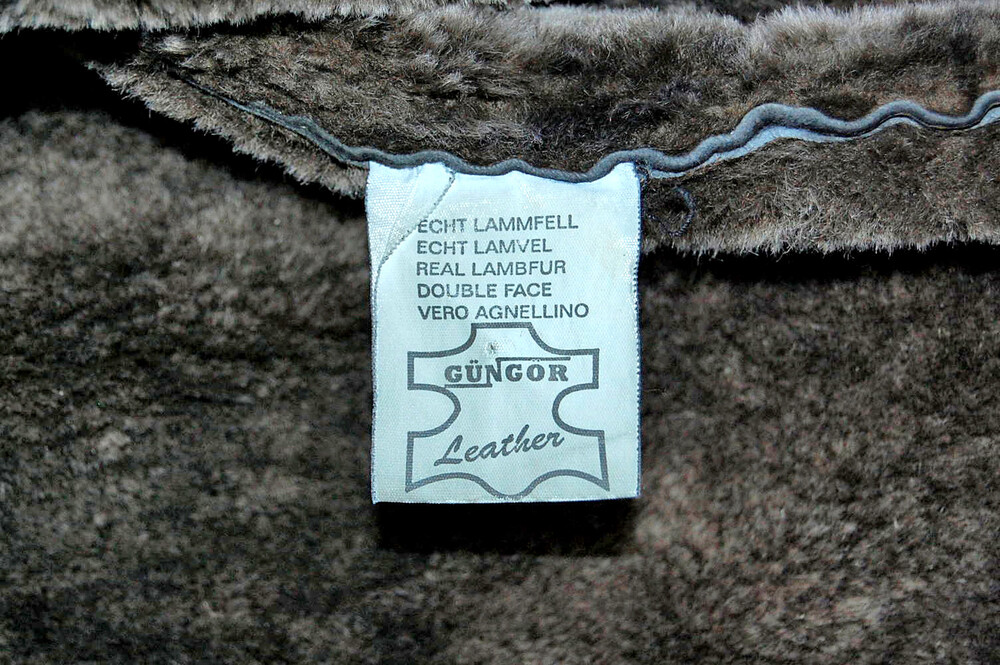 ECHT LAMMFELL
ECHT LAMVEL
REAL LAMBFUR
DOUBLE FACE
VERO AGNELLINO
GÜNGÖR
Leather